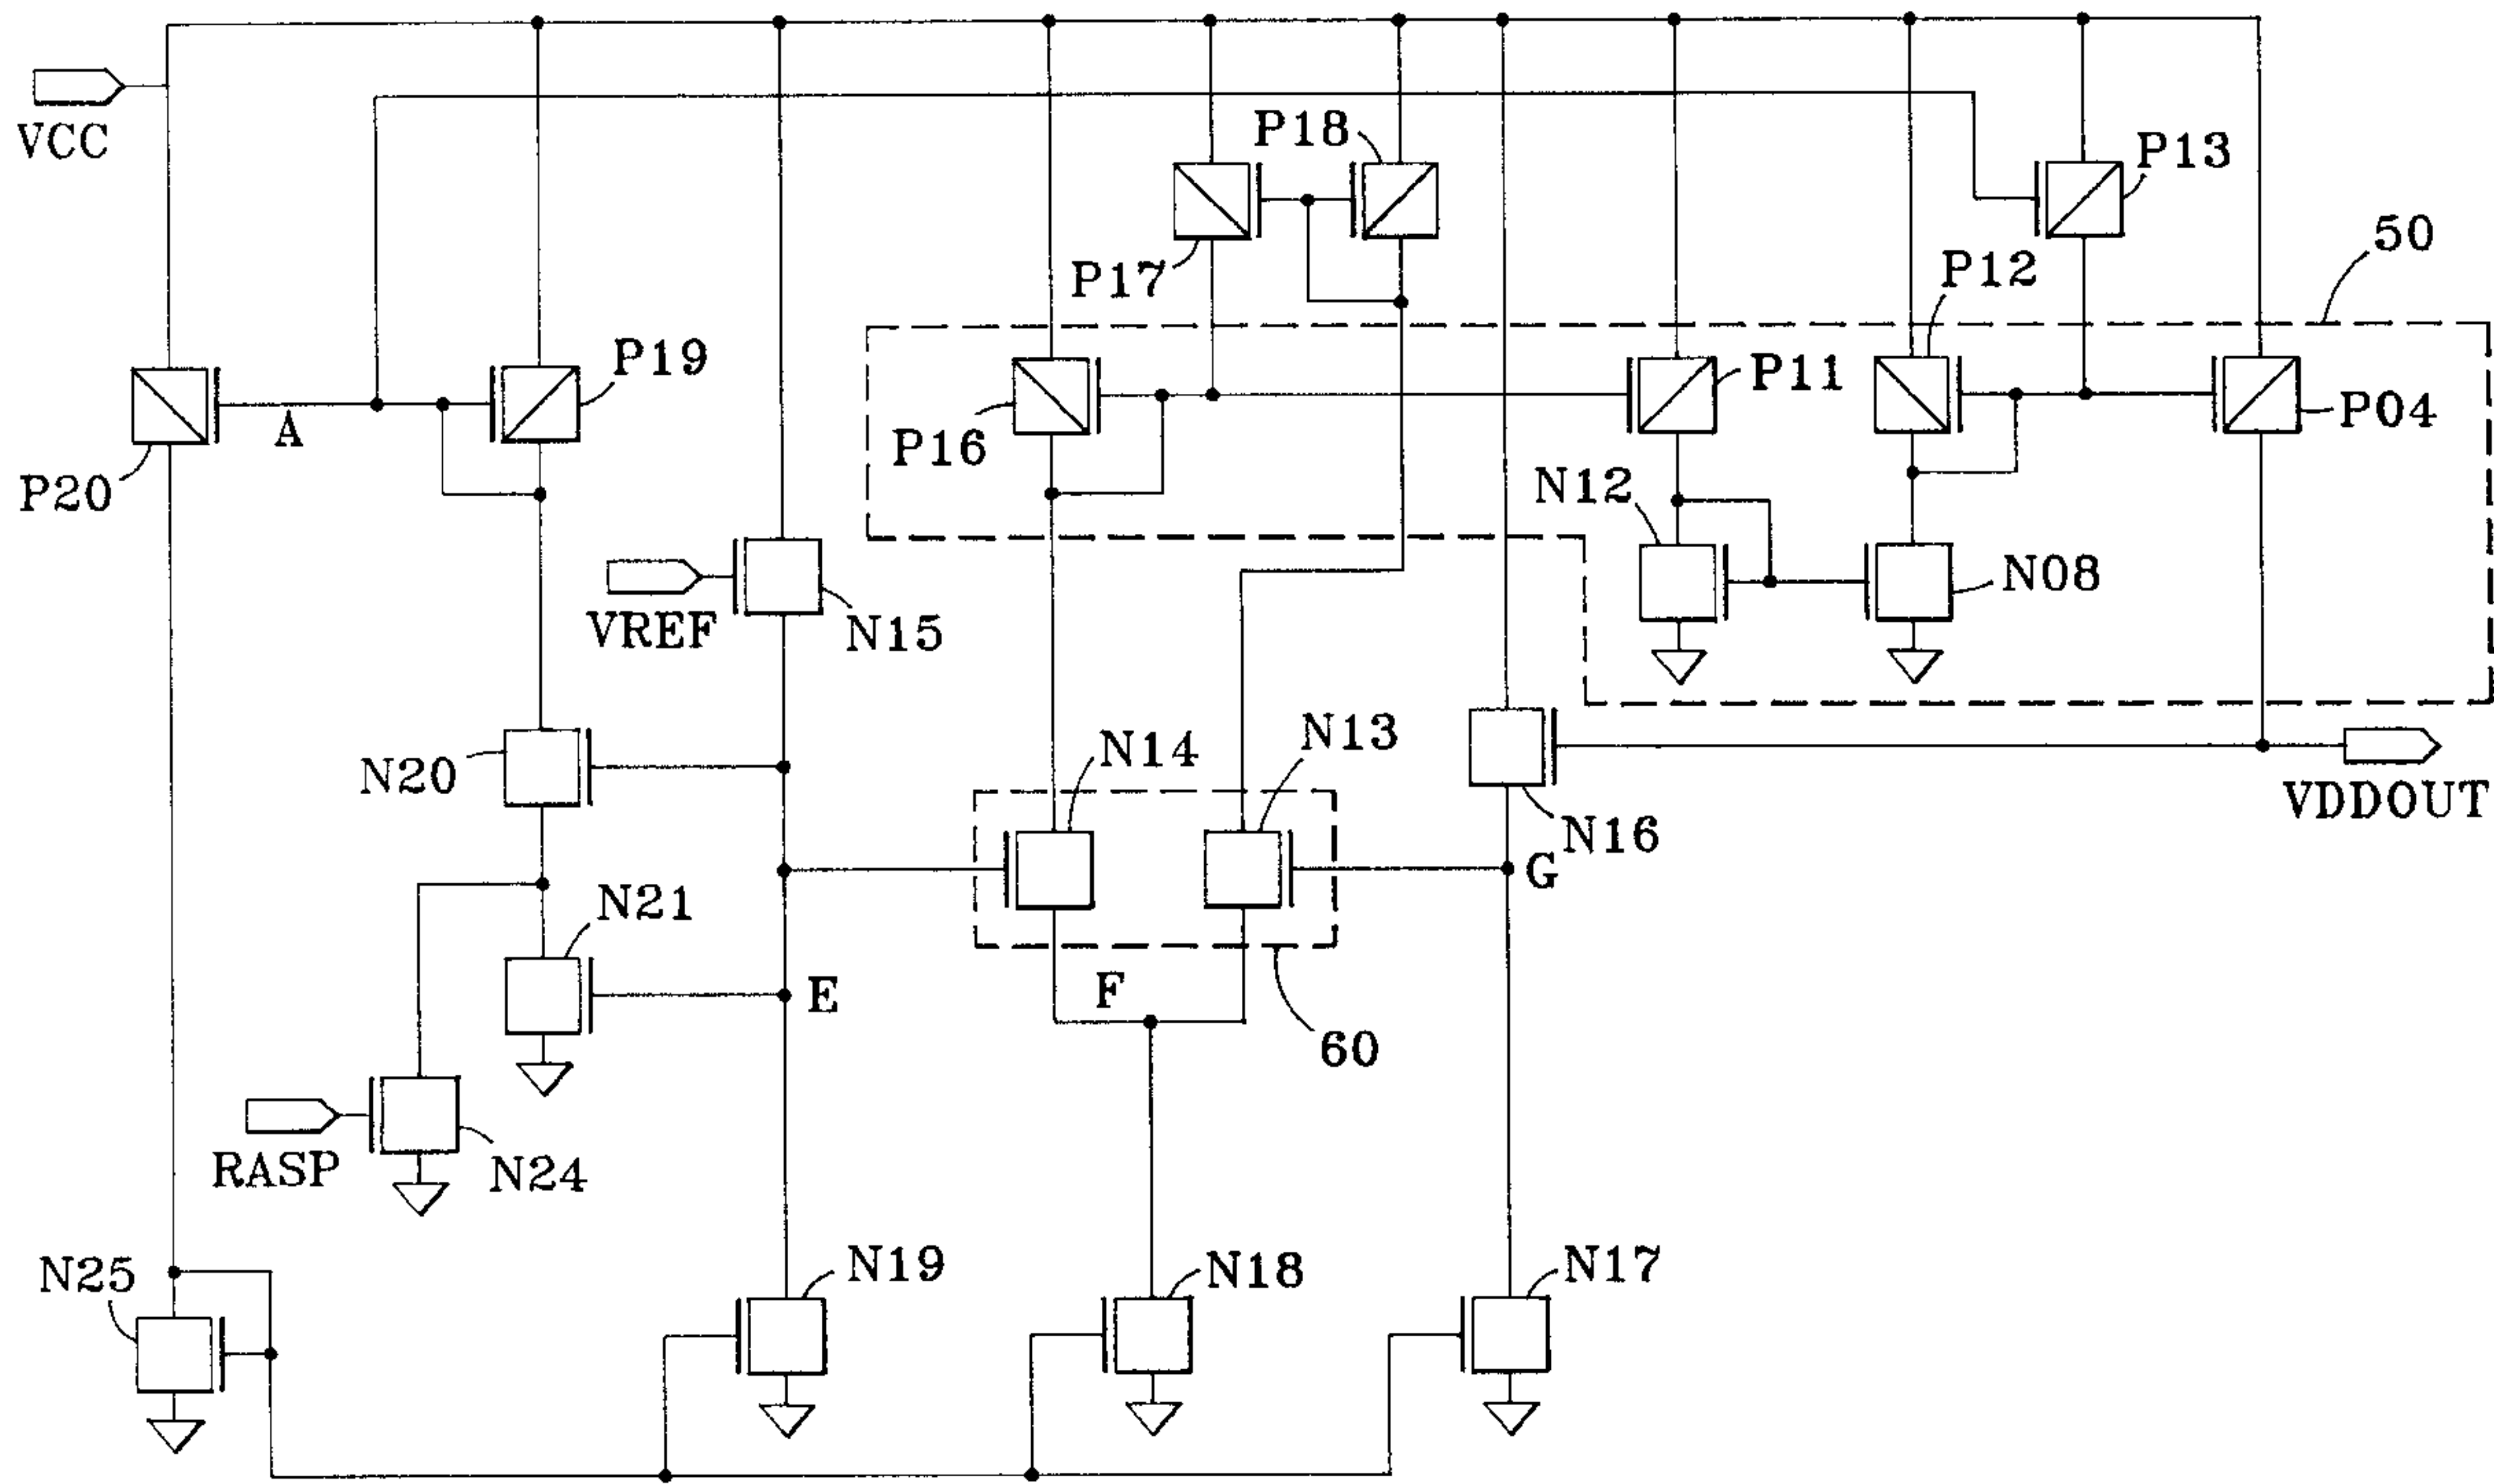 VCC
P18
P13
50
P17
P12
P19
P11
P04
A
P16
P20
N12
N08
VREF
N15
N14
N13
N20
VDDOUT
N16
G
N21
E
F
60
RASP
N24
N25
N19
N18
N17